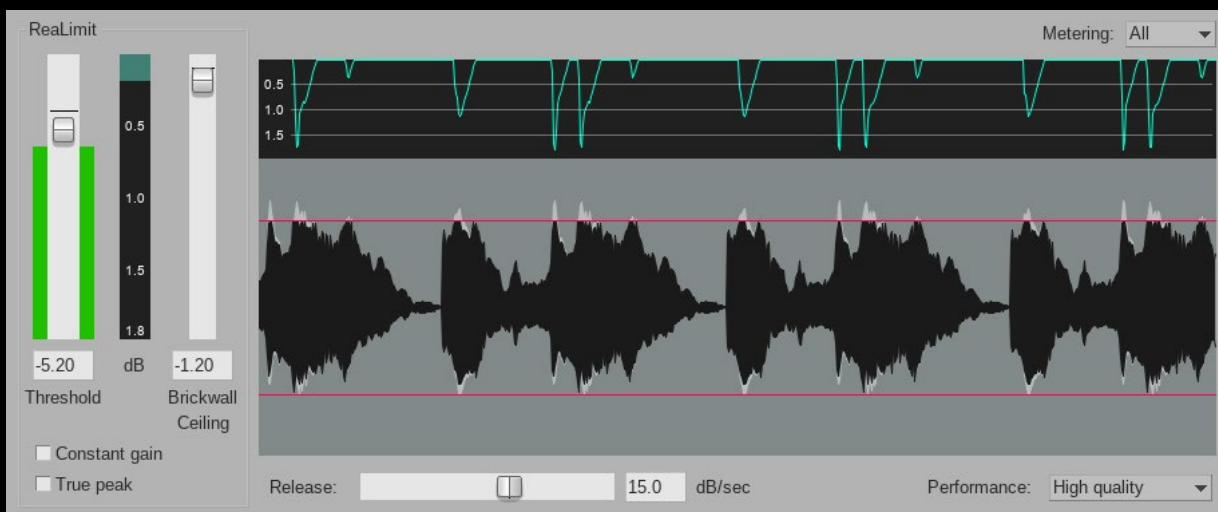 ReaLimit
Metering: All
0.5
1.0
1.5
0.5
1.0
1.5
1.8
-5.20 dB -1.20
Threshold Brickwall
Ceiling
Constant gain
True peak
Release: 15.0 dB/sec Performance: High quality